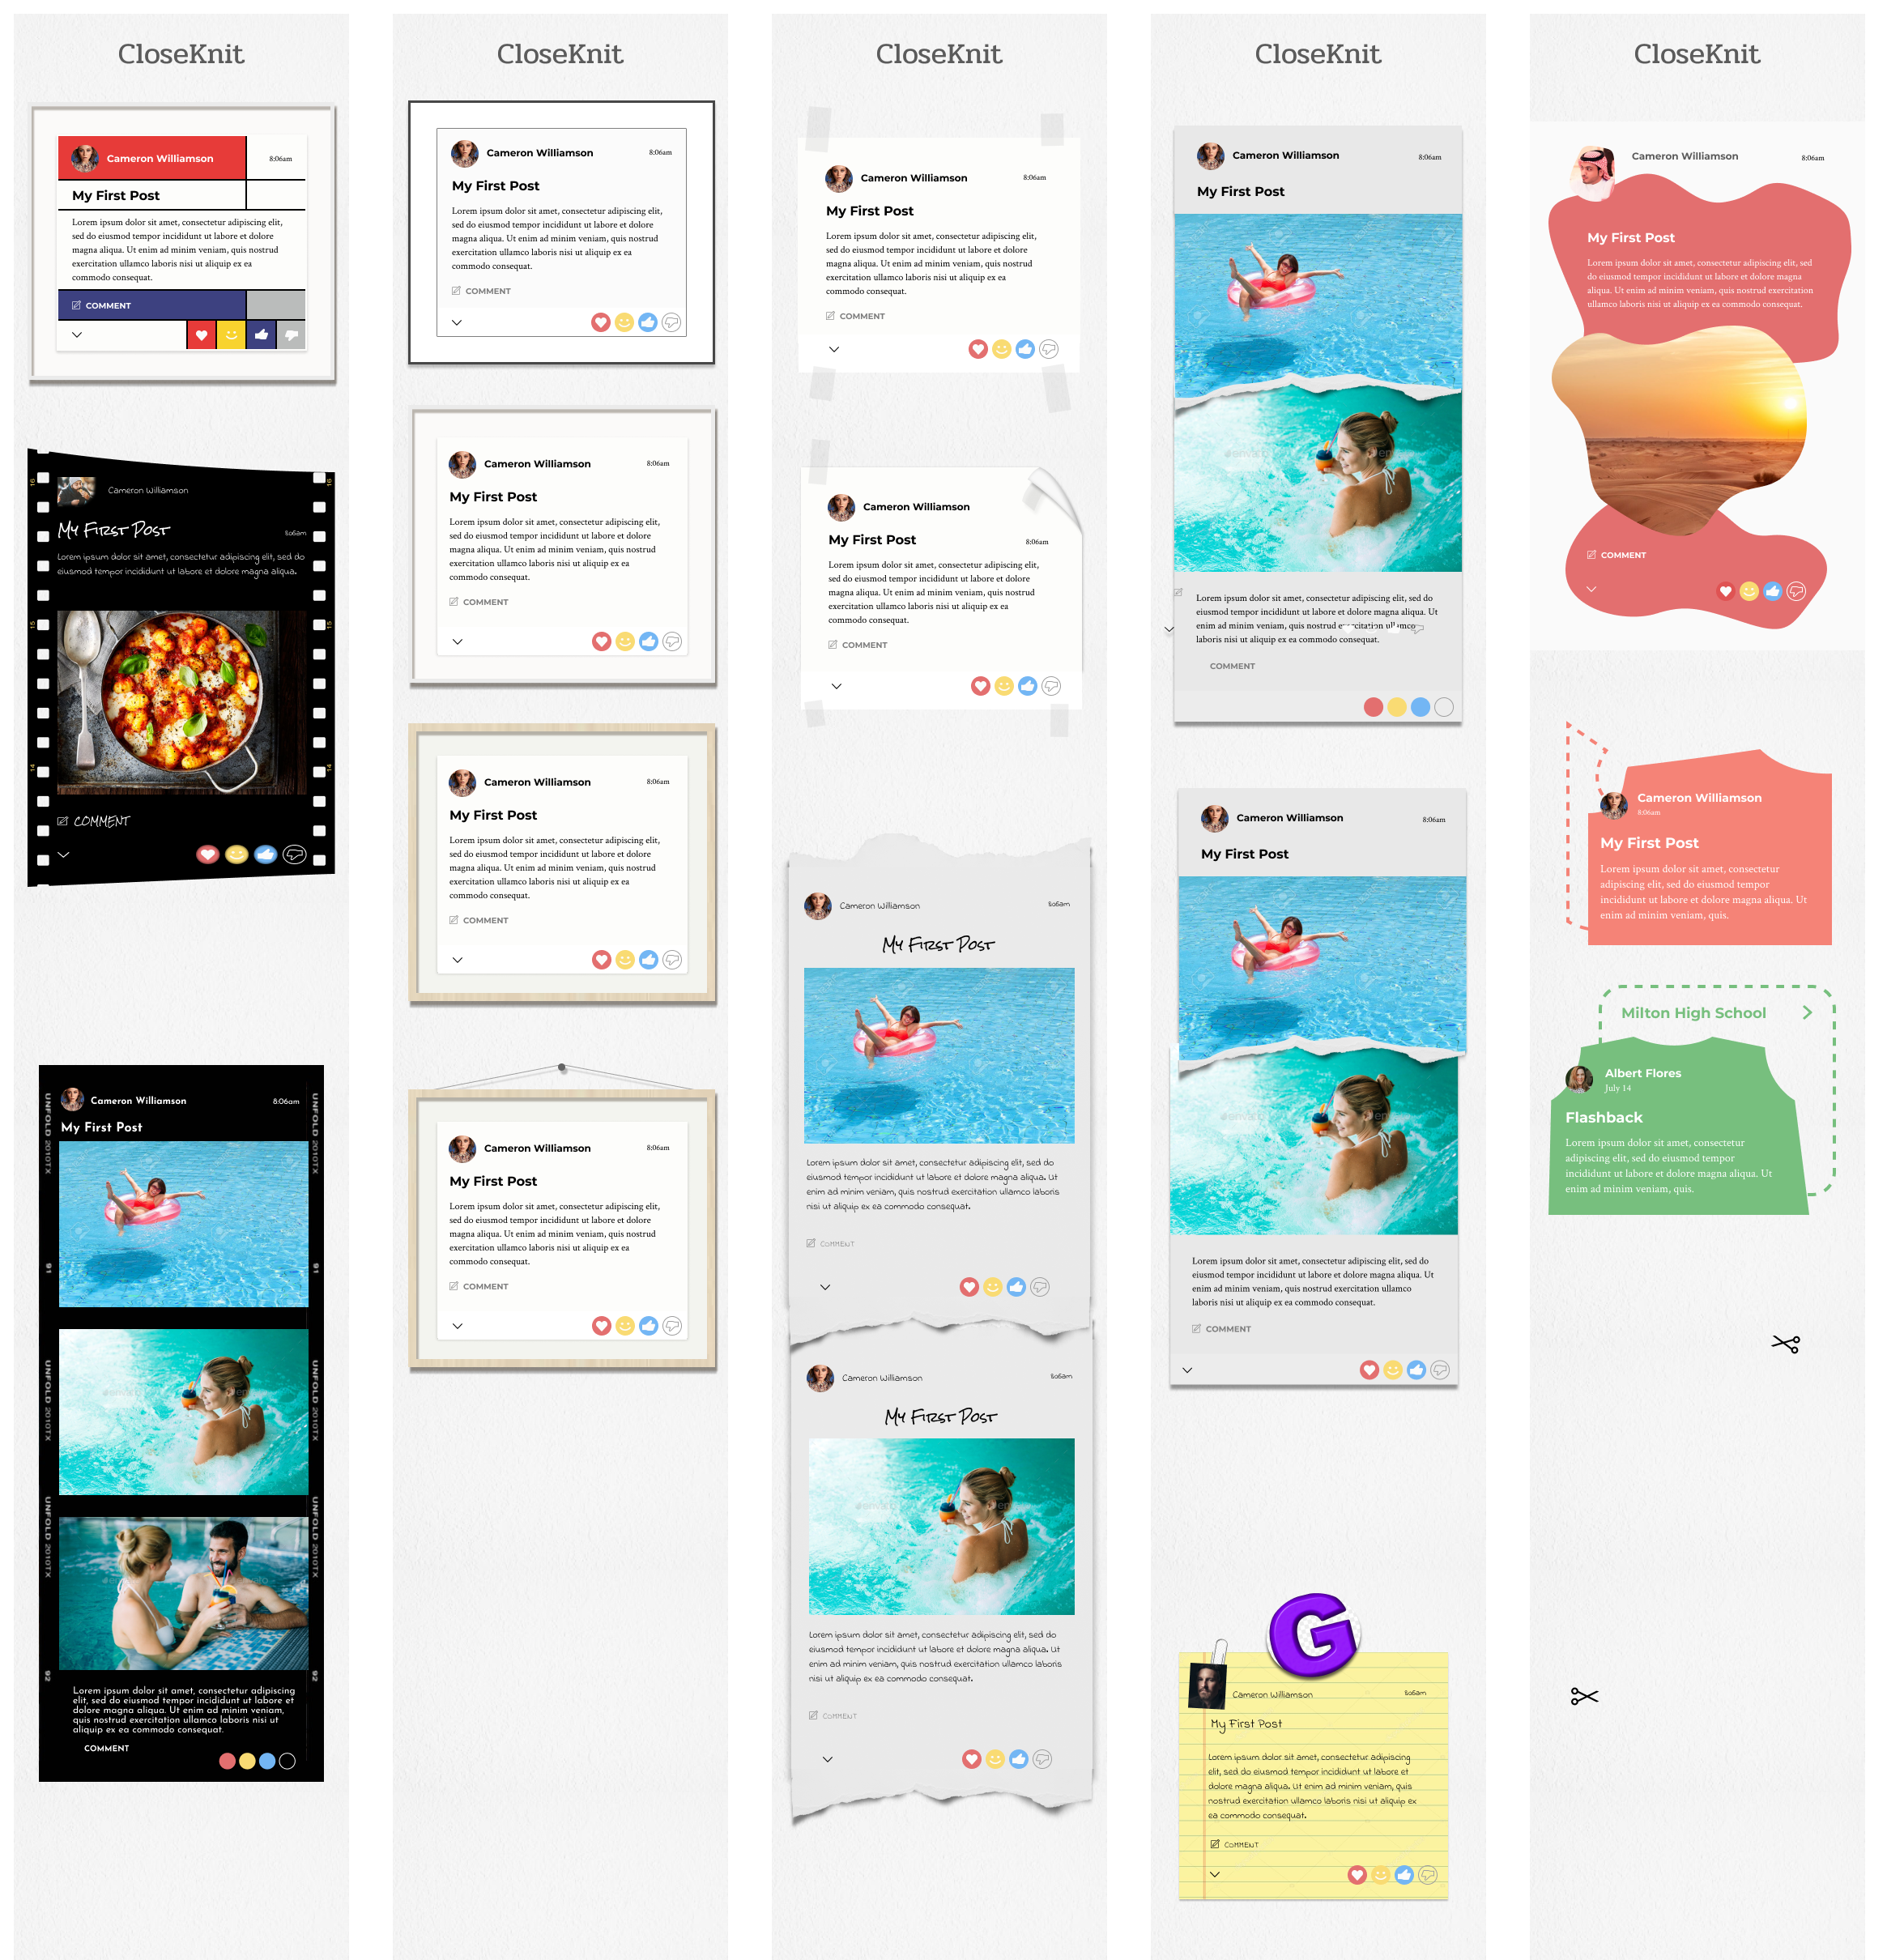 CloseKnit
Cameron Williamson
8:06am
My First Post
Lorem ipsum dolor sit amet, consectetur adipiscing elit,
sed do eiusmod tempor incididunt ut labore et dolore
magna aliqua. Ut enim ad minim veniam, quis nostrud
exercitation ullamco laboris nisi ut aliquip ex ea
commodo consequat.
COMMENT
16
16
Cameron Williamson
My First Post
8:06am
Lorem ipsum dolor sit amet, consectetur adipiscing elit, sed do
eiusmod tempor incididunt ut labore et dolore magna aliqua.
15
15
14
14
COMMENT
UNFOLD 2010TX
UNFOLD 2010TX
Cameron Williamson
8:06am
My First Post
91
91
UNFOLD 2010TX
UNFOLD 2010TX
UNFOLD 2010TX
UNFOLD 2010TX
92
92
Lorem ipsum dolor sit amet, consectetur adipiscing
elit, sed do eiusmod tempor incididunt ut labore et
dolore magna aliqua. Ut enim ad minim veniam,
quis nostrud exercitation ullamco laboris nisi ut
aliquip ex ea commodo consequat.
COMMENT
CloseKnit
Cameron Williamson
8:06am
My First Post
Lorem ipsum dolor sit amet, consectetur adipiscing elit,
sed do eiusmod tempor incididunt ut labore et dolore
magna aliqua. Ut enim ad minim veniam, quis nostrud
exercitation ullamco laboris nisi ut aliquip ex ea
commodo consequat.
COMMENT
Cameron Williamson
8:06am
My First Post
Lorem ipsum dolor sit amet, consectetur adipiscing elit,
sed do eiusmod tempor incididunt ut labore et dolore
magna aliqua. Ut enim ad minim veniam, quis nostrud
exercitation ullamco laboris nisi ut aliquip ex ea
commodo consequat.
COMMENT
Cameron Williamson
8:06am
My First Post
Lorem ipsum dolor sit amet, consectetur adipiscing elit,
sed do eiusmod tempor incididunt ut labore et dolore
magna aliqua. Ut enim ad minim veniam, quis nostrud
exercitation ullamco laboris nisi ut aliquip ex ea
commodo consequat.
COMMENT
Cameron Williamson
8:06am
My First Post
Lorem ipsum dolor sit amet, consectetur adipiscing elit,
sed do eiusmod tempor incididunt ut labore et dolore
magna aliqua. Ut enim ad minim veniam, quis nostrud
exercitation ullamco laboris nisi ut aliquip ex ea
commodo consequat.
COMMENT
CloseKnit
Cameron Williamson
8:06am
My First Post
Lorem ipsum dolor sit amet, consectetur adipiscing elit,
sed do eiusmod tempor incididunt ut labore et dolore
magna aliqua. Ut enim ad minim veniam, quis nostrud
exercitation ullamco laboris nisi ut aliquip ex ea
commodo consequat.
COMMENT
Cameron Williamson
My First Post
8:06am
Lorem ipsum dolor sit amet, consectetur adipiscing elit,
sed do eiusmod tempor incididunt ut labore et dolore
magna aliqua. Ut enim ad minim veniam, quis nostrud
exercitation ullamco laboris nisi ut aliquip ex ea
commodo consequat.
COMMENT
Cameron Williamson
8:06am
My First Post
Lorem ipsum dolor sit amet, consectetur adipiscing elit, sed do
eiusmod tempor incididunt ut labore et dolore magna aliqua. Ut
enim ad minim veniam, quis nostrud exercitation ullamco laboris
nisi ut aliquip ex ea commodo consequat.
COMMENT
Cameron Williamson
8:06am
My First Post
Lorem ipsum dolor sit amet, consectetur adipiscing elit, sed do
eiusmod tempor incididunt ut labore et dolore magna aliqua. Ut
enim ad minim veniam, quis nostrud exercitation ullamco laboris
nisi ut aliquip ex ea commodo consequat.
COMMENT
CloseKnit
Cameron Williamson
8:06am
My First Post
Lorem ipsum dolor sit amet, consectetur adipiscing elit, sed do
eiusmod tempor incididunt ut labore et dolore magna aliqua. Ut
enim ad minim veniam, quis nostrud exercitation ullamco
laboris nisi ut aliquip ex ea commodo consequat.
COMMENT
Cameron Williamson
8:06am
My First Post
Lorem ipsum dolor sit amet, consectetur adipiscing elit, sed do
eiusmod tempor incididunt ut labore et dolore magna aliqua. Ut
enim ad minim veniam, quis nostrud exercitation ullamco
laboris nisi ut aliquip ex ea commodo consequat.
COMMENT
G
Cameron Williamson
8:06am
My First Post
Lorem ipsum dolor sit amet, consectetur adipiscing
elit, sed do eiusmod tempor incididunt ut labore et
dolore magna aliqua. Ut enim ad minim veniam, quis
nostrud exercitation ullamco laboris nisi ut aliquip ex
ea commodo consequat.
COMMENT
CloseKnit
Cameron Williamson
8:06am
My First Post
Lorem ipsum dolor sit amet, consectetur adipiscing elit, sed
do eiusmod tempor incididunt ut labore et dolore magna
aliqua. Ut enim ad minim veniam, quis nostrud exercitation
ullamco laboris nisi ut aliquip ex ea commodo consequat.
COMMENT
Cameron Williamson
8:06am
My First Post
Lorem ipsum dolor sit amet, consectetur
adipiscing elit, sed do eiusmod tempor
incididunt ut labore et dolore magna aliqua. Ut
enim ad minim veniam, quis.
Milton High School
Albert Flores
July 14
Flashback
Lorem ipsum dolor sit amet, consectetur
adipiscing elit, sed do eiusmod tempor
incididunt ut labore et dolore magna aliqua. Ut
enim ad minim veniam, quis.